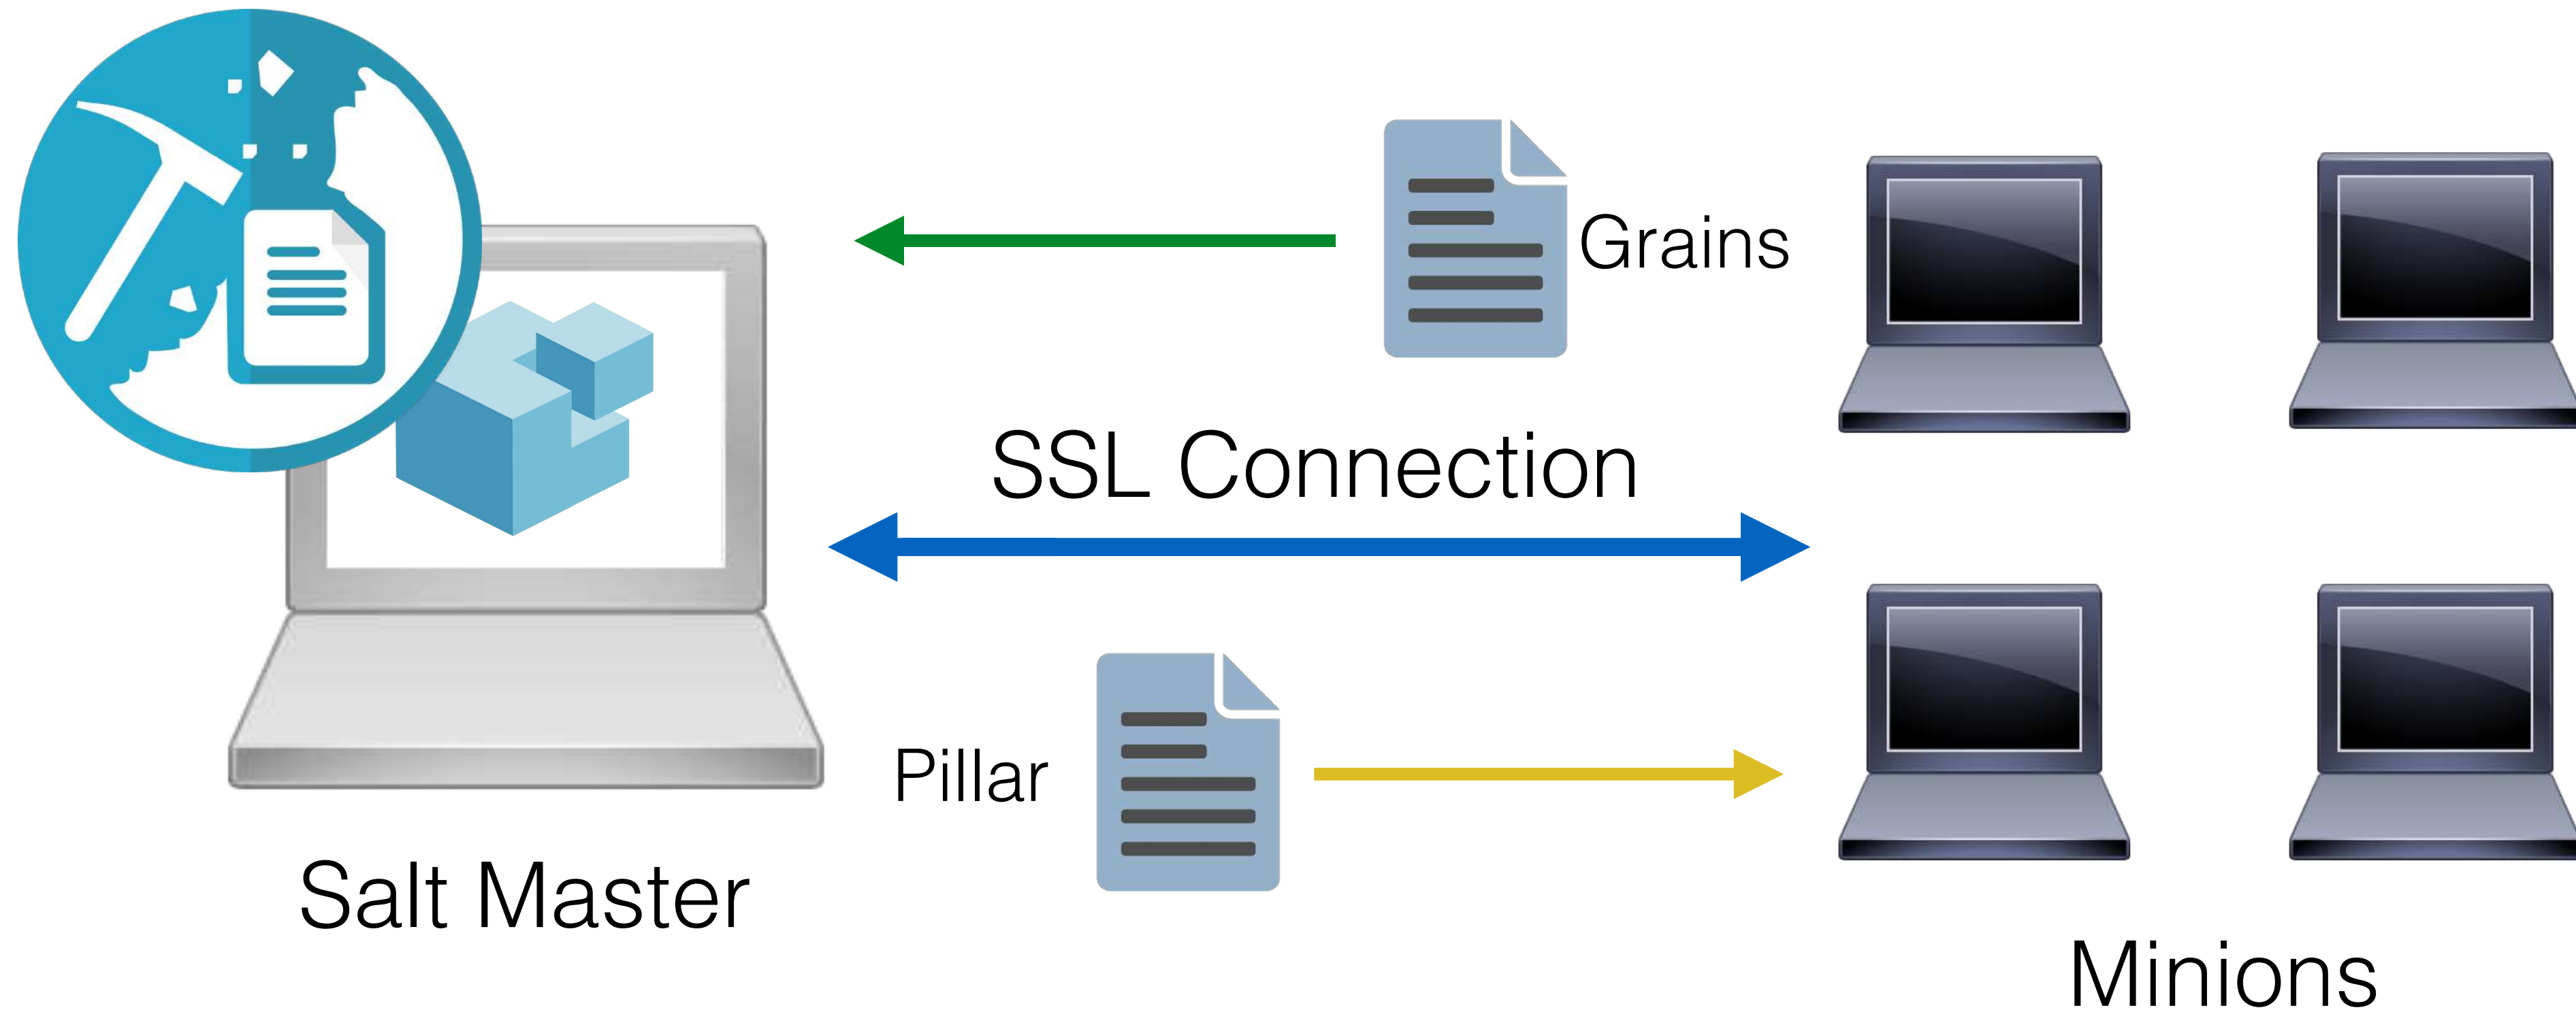 Grains
SSL Connection
Pillar
Salt Master
Minions